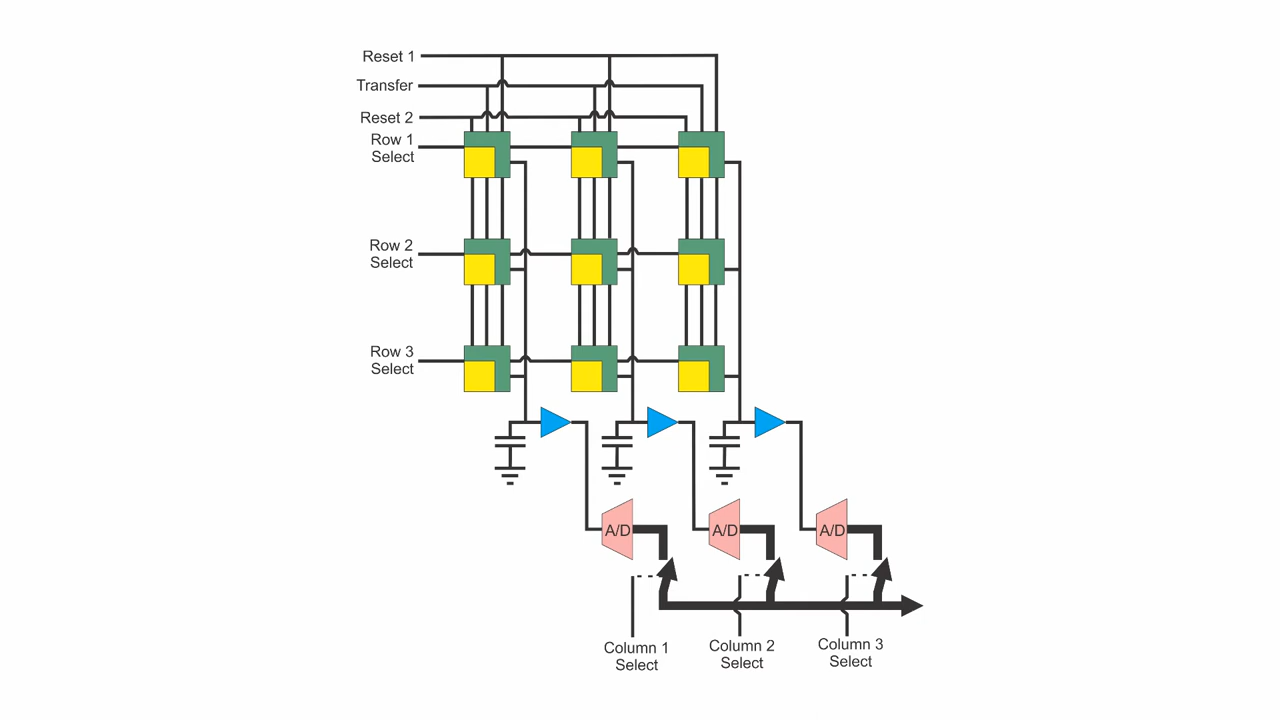 Reset 1
Transfer
Reset 2
Row 1
Select
Row 2
Select
Row 3
Select
A/D A/D A/D
Column 1 Column 2 Column 3
Select Select Select